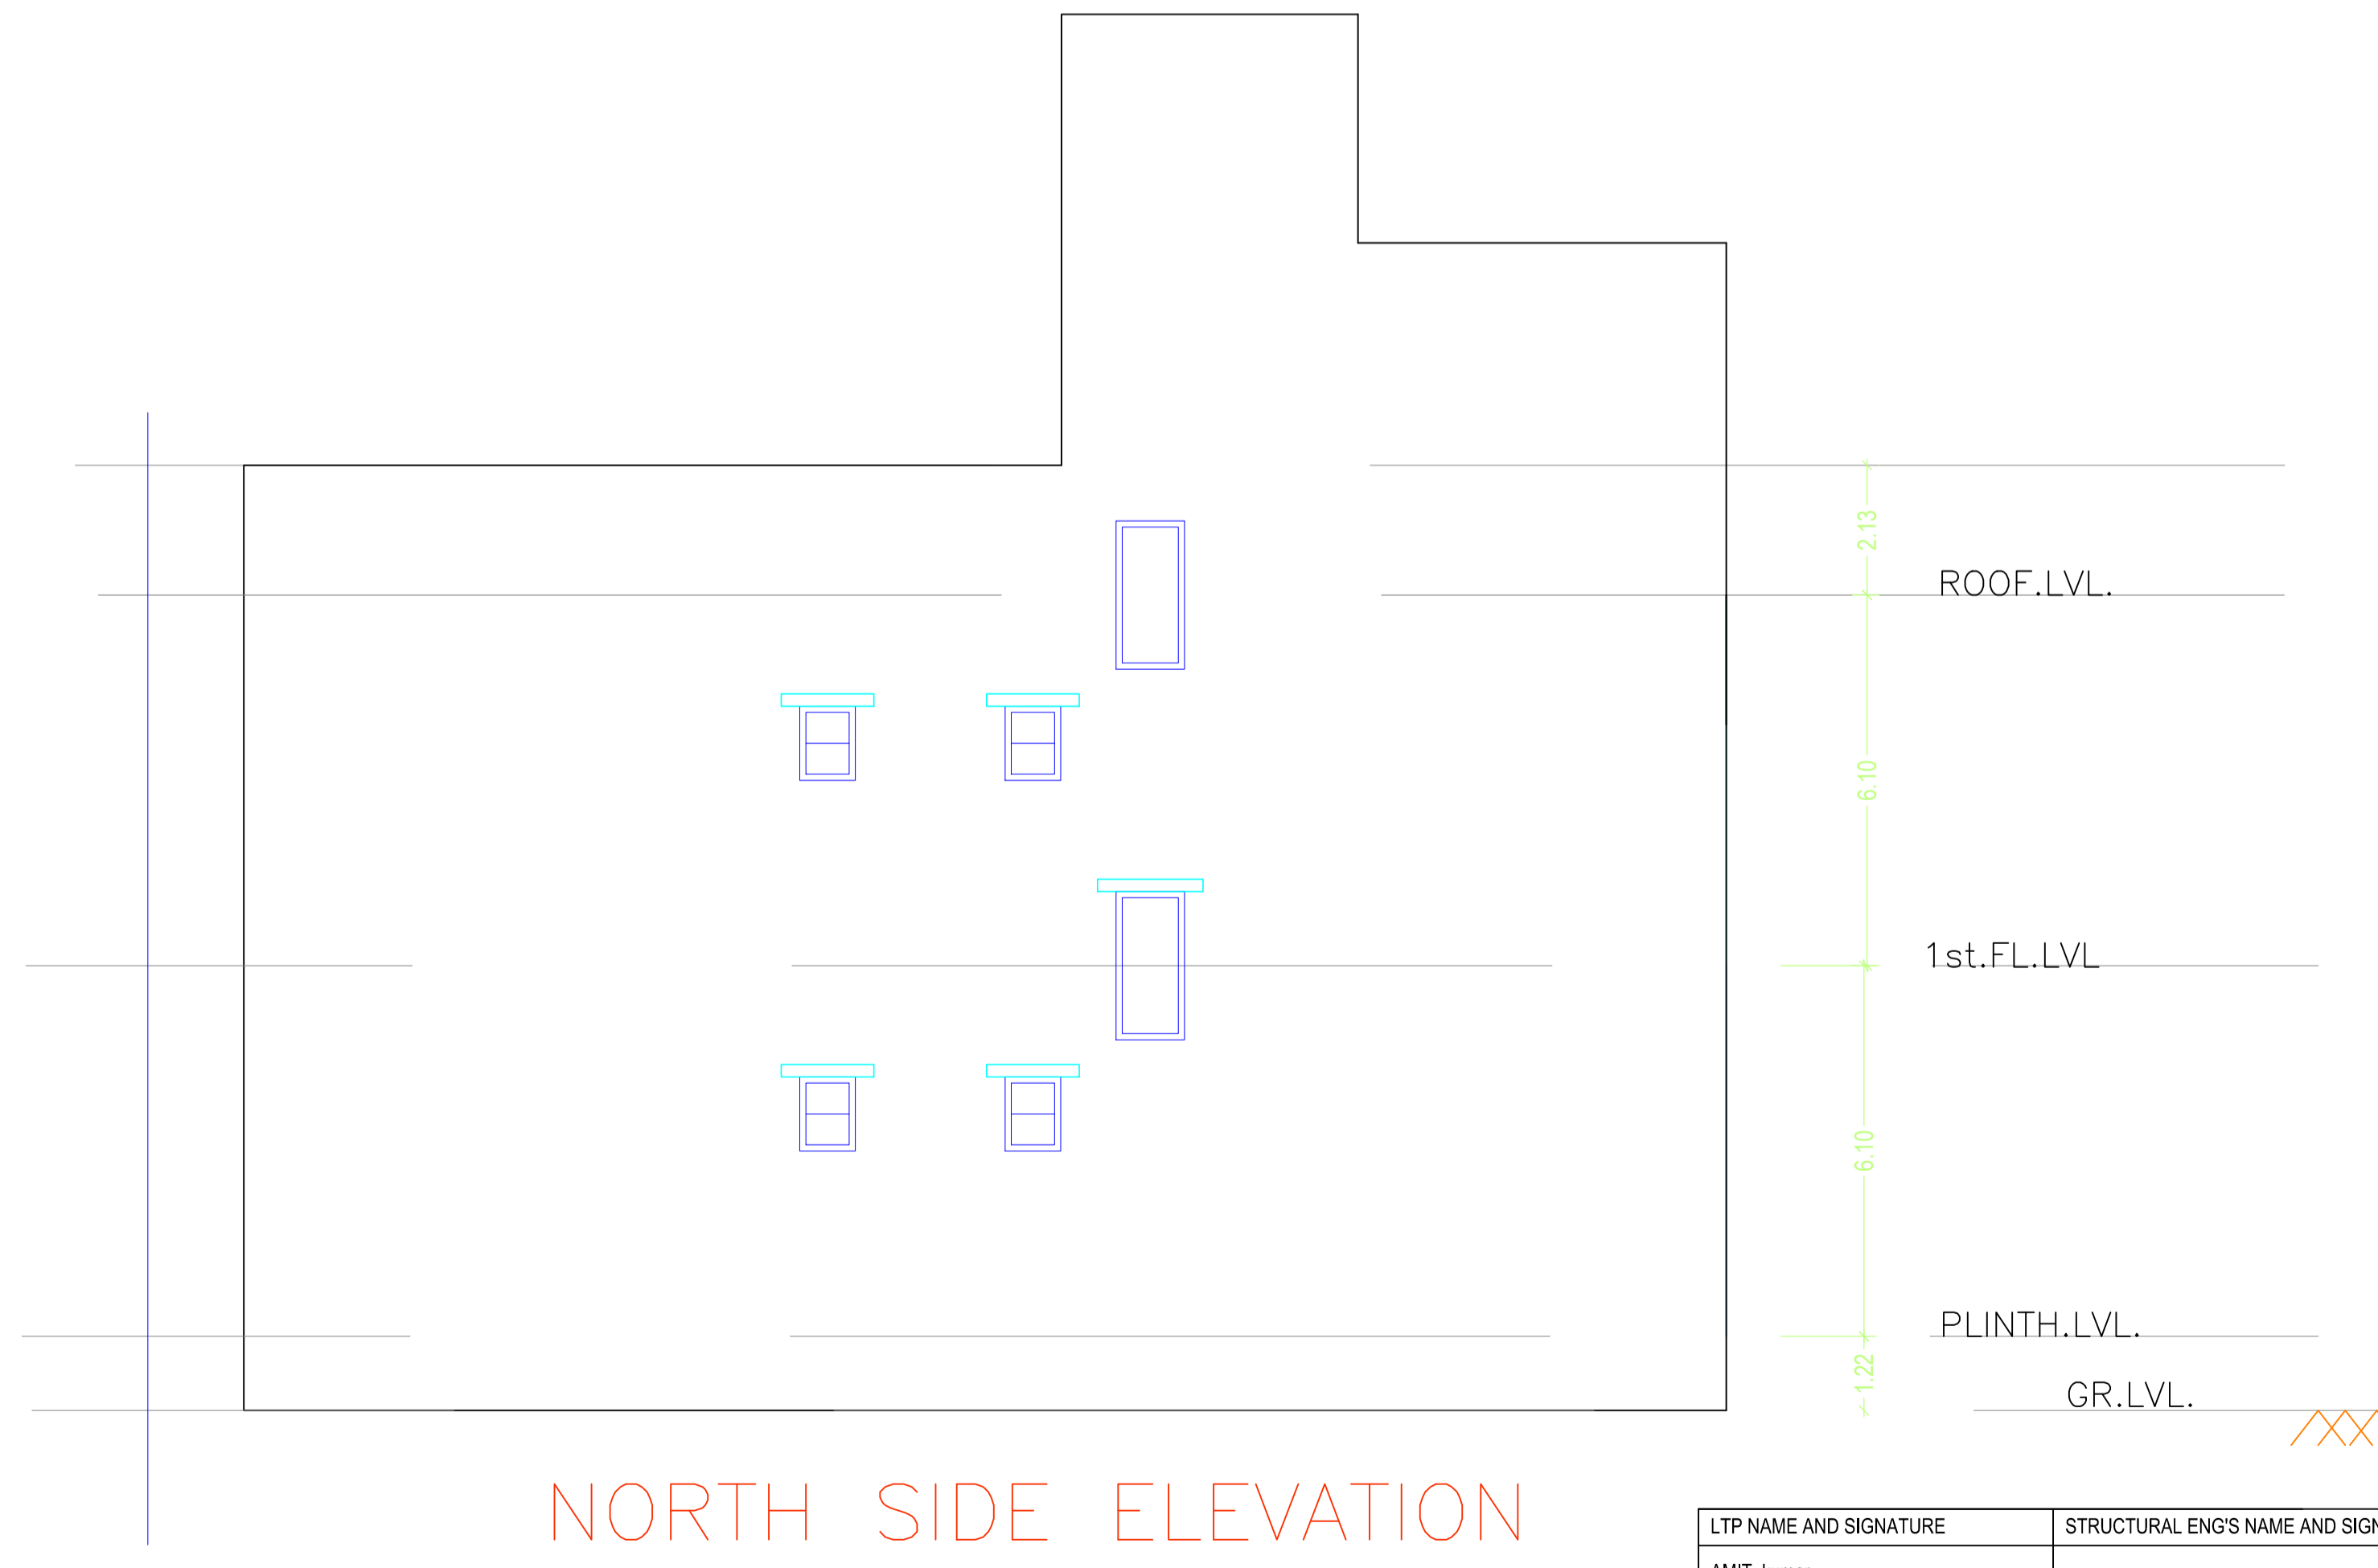 2.13
ROOF.LVL.
6.10
1st.FL.LVL
6.10
PLINTH.LVL.
1.22
GR.LVL.
NORTH SIDE ELEVATION
LTP NAME AND SIGNATURE
STRUCTURAL ENG'S NAME AND
AMIT